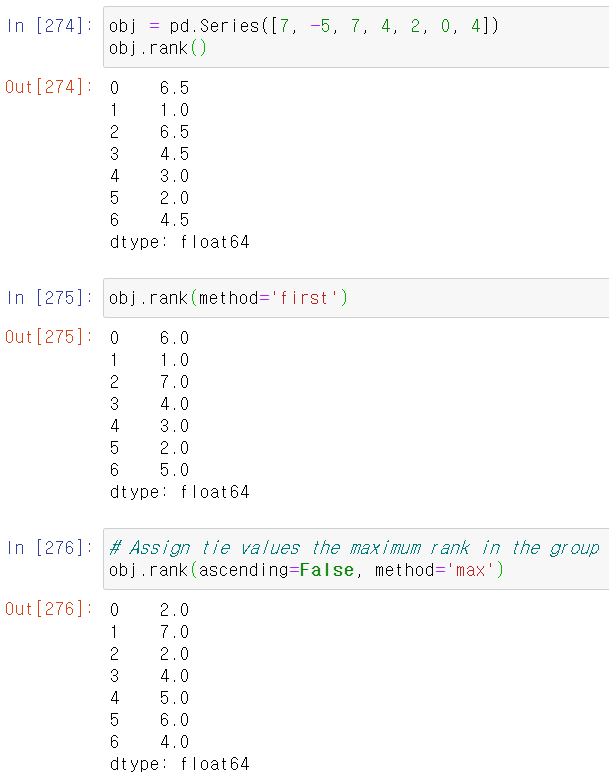 In [274]: obj = pd.Series([7, -5, 7, 4, 2, 0, 4])
obj.rank()
Out[274]: 0 6.5
1 1.0
2 6.5
3 4.5
4 3.0
5 2.0
6 4.5
dtype: float64
In [275]: obj.rank(method='first')
Out[275]: 0 6.0
1 1.0
2 7.0
3 4.0
4 3.0
5 2.0
6 5.0
dtype: float64
In [276]: # Assign tie values the maximum rank in the group
obj.rank(ascending=False, method='max')
Out[276]: 0 2.0
1 7.0
2 2.0
3 4.0
4 5.0
5 6.0
6 4.0
dtype: float64